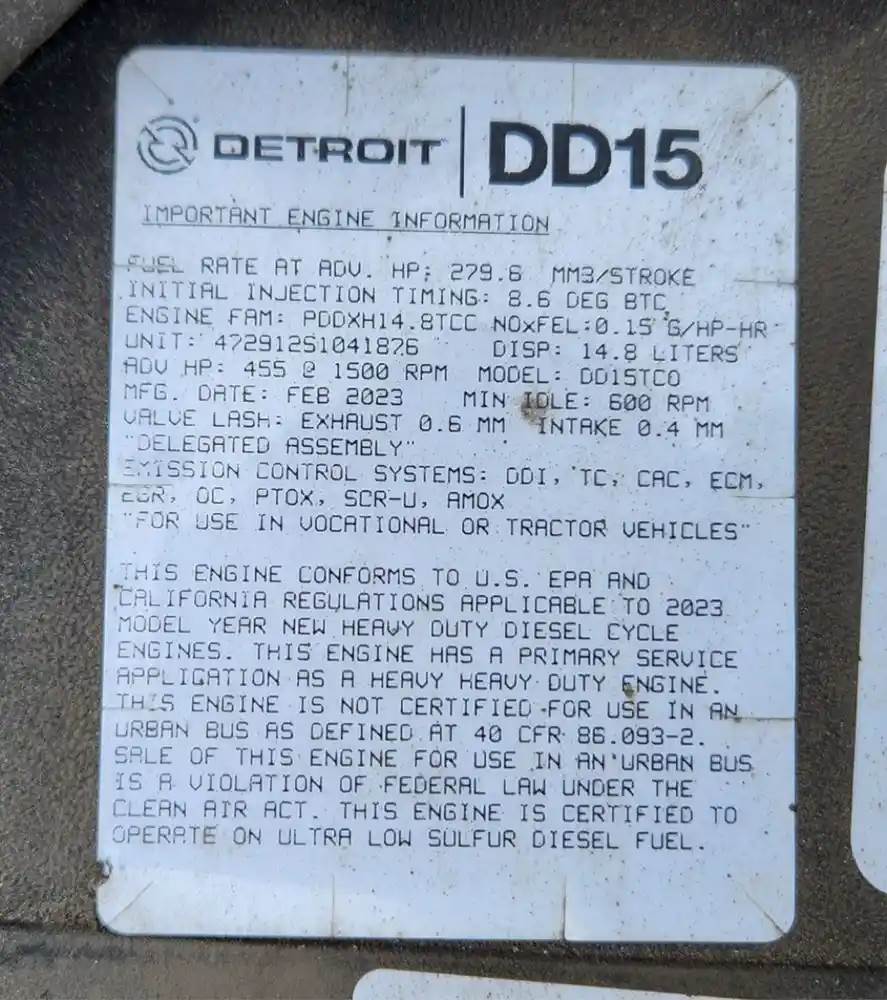 DETROIT DD15
IMPORTANT ENGINE INFORMATION
FUEL RATE AT ADV. HP: 279.6 MM3/STROKE
INITIAL INJECTION TIMING: 8.6 DEG BTC
ENGINE FAM: PDDXH14.8TCC NOxFEL:0.15 G/HP-HR
UNIT: 472912S1041876 DISP: 14.8 LITERS
ADV HP: 455 @ 1500 RPM MODEL: DD15TCO
MFG. DATE: FEB 2023 MIN IDLE: 600 RPM
VALVE LASH: EXHAUST 0.6 MM INTAKE 0.4 MM
"DELEGATED ASSEMBLY"
EMISSION CONTROL SYSTEMS: DDI, TC, CAC, ECM,
EGR, OC, PTOX, SCR-U, AMOX
"FOR USE IN VOCATIONAL OR TRACTOR VEHICLES"
THIS ENGINE CONFORMS TO U.S. EPA AND
CALIFORNIA REGULATIONS APPLICABLE TO 2023
MODEL YEAR NEW HEAVY DUTY DIESEL CYCLE
ENGINES. THIS ENGINE HAS A PRIMARY SERVICE
APPLICATION AS A HEAVY HEAVY DUTY ENGINE.
THIS ENGINE IS NOT CERTIFIED FOR USE IN AN
URBAN BUS AS DEFINED AT 40 CFR 86.093-2.
SALE OF THIS ENGINE FOR USE IN AN URBAN BUS
IS A VIOLATION OF FEDERAL LAW UNDER THE
CLEAN AIR ACT. THIS ENGINE IS CERTIFIED TO
OPERATE ON ULTRA LOW SULFUR DIESEL FUEL.